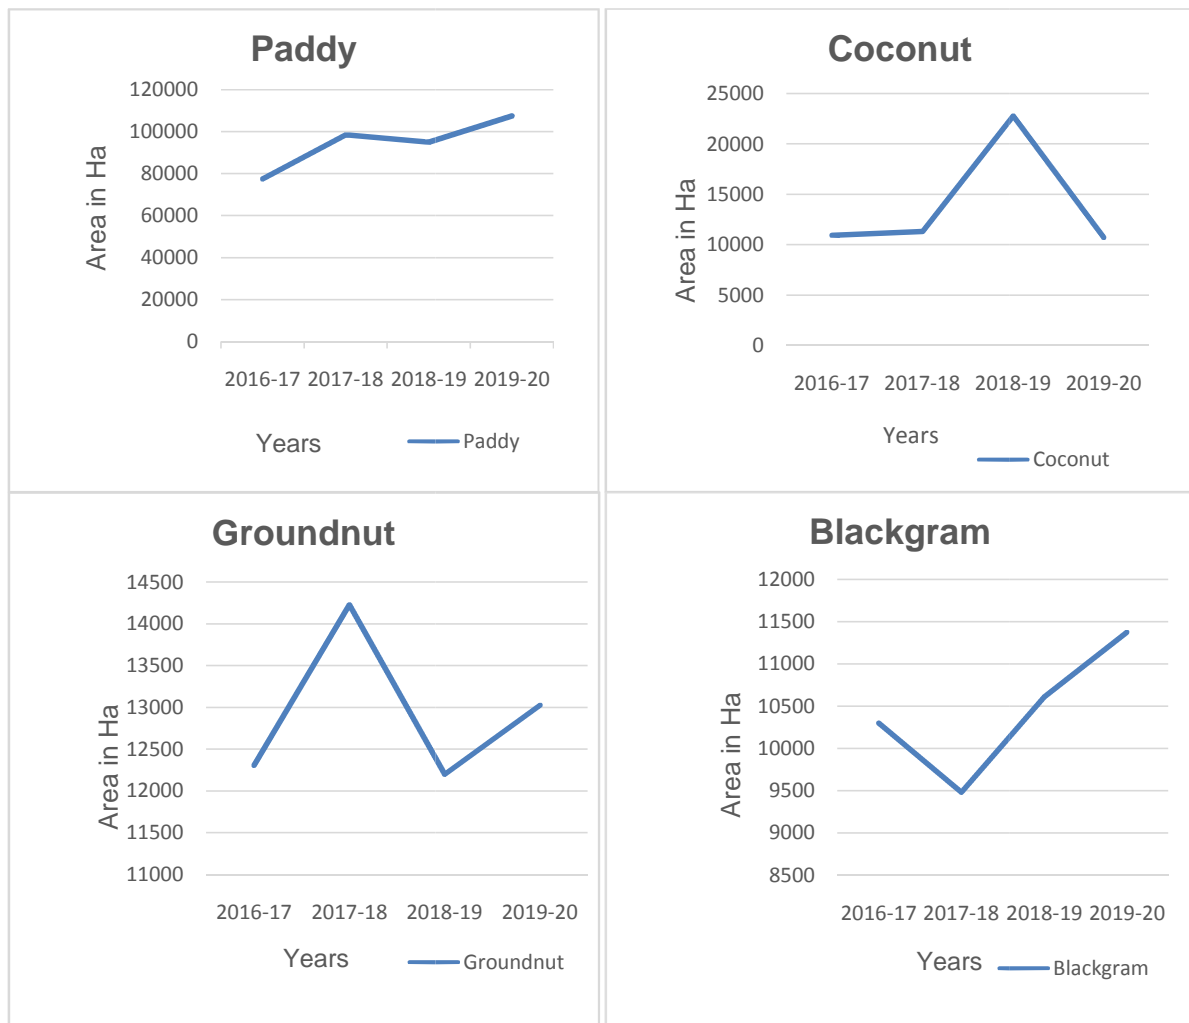 Paddy
120000
100000
80000
60000
40000
20000
0
Area in Ha
2016-17 2017-18 2018-19 2019-20
Years
Paddy
Coconut
25000
20000
15000
10000
5000
0
Area in Ha
2016-17 2017-18 2018-19 2019-20
Years
Coconut
Groundnut
14500
14000
13500
13000
12500
12000
11500
11000
Area in Ha
2016-17 2017-18 2018-19 2019-20
Years
Groundnut
Blackgram
12000
11500
11000
10500
10000
9500
9000
8500
Area in Ha
2016-17 2017-18 2018-19 2019-20
Years
Blackgram